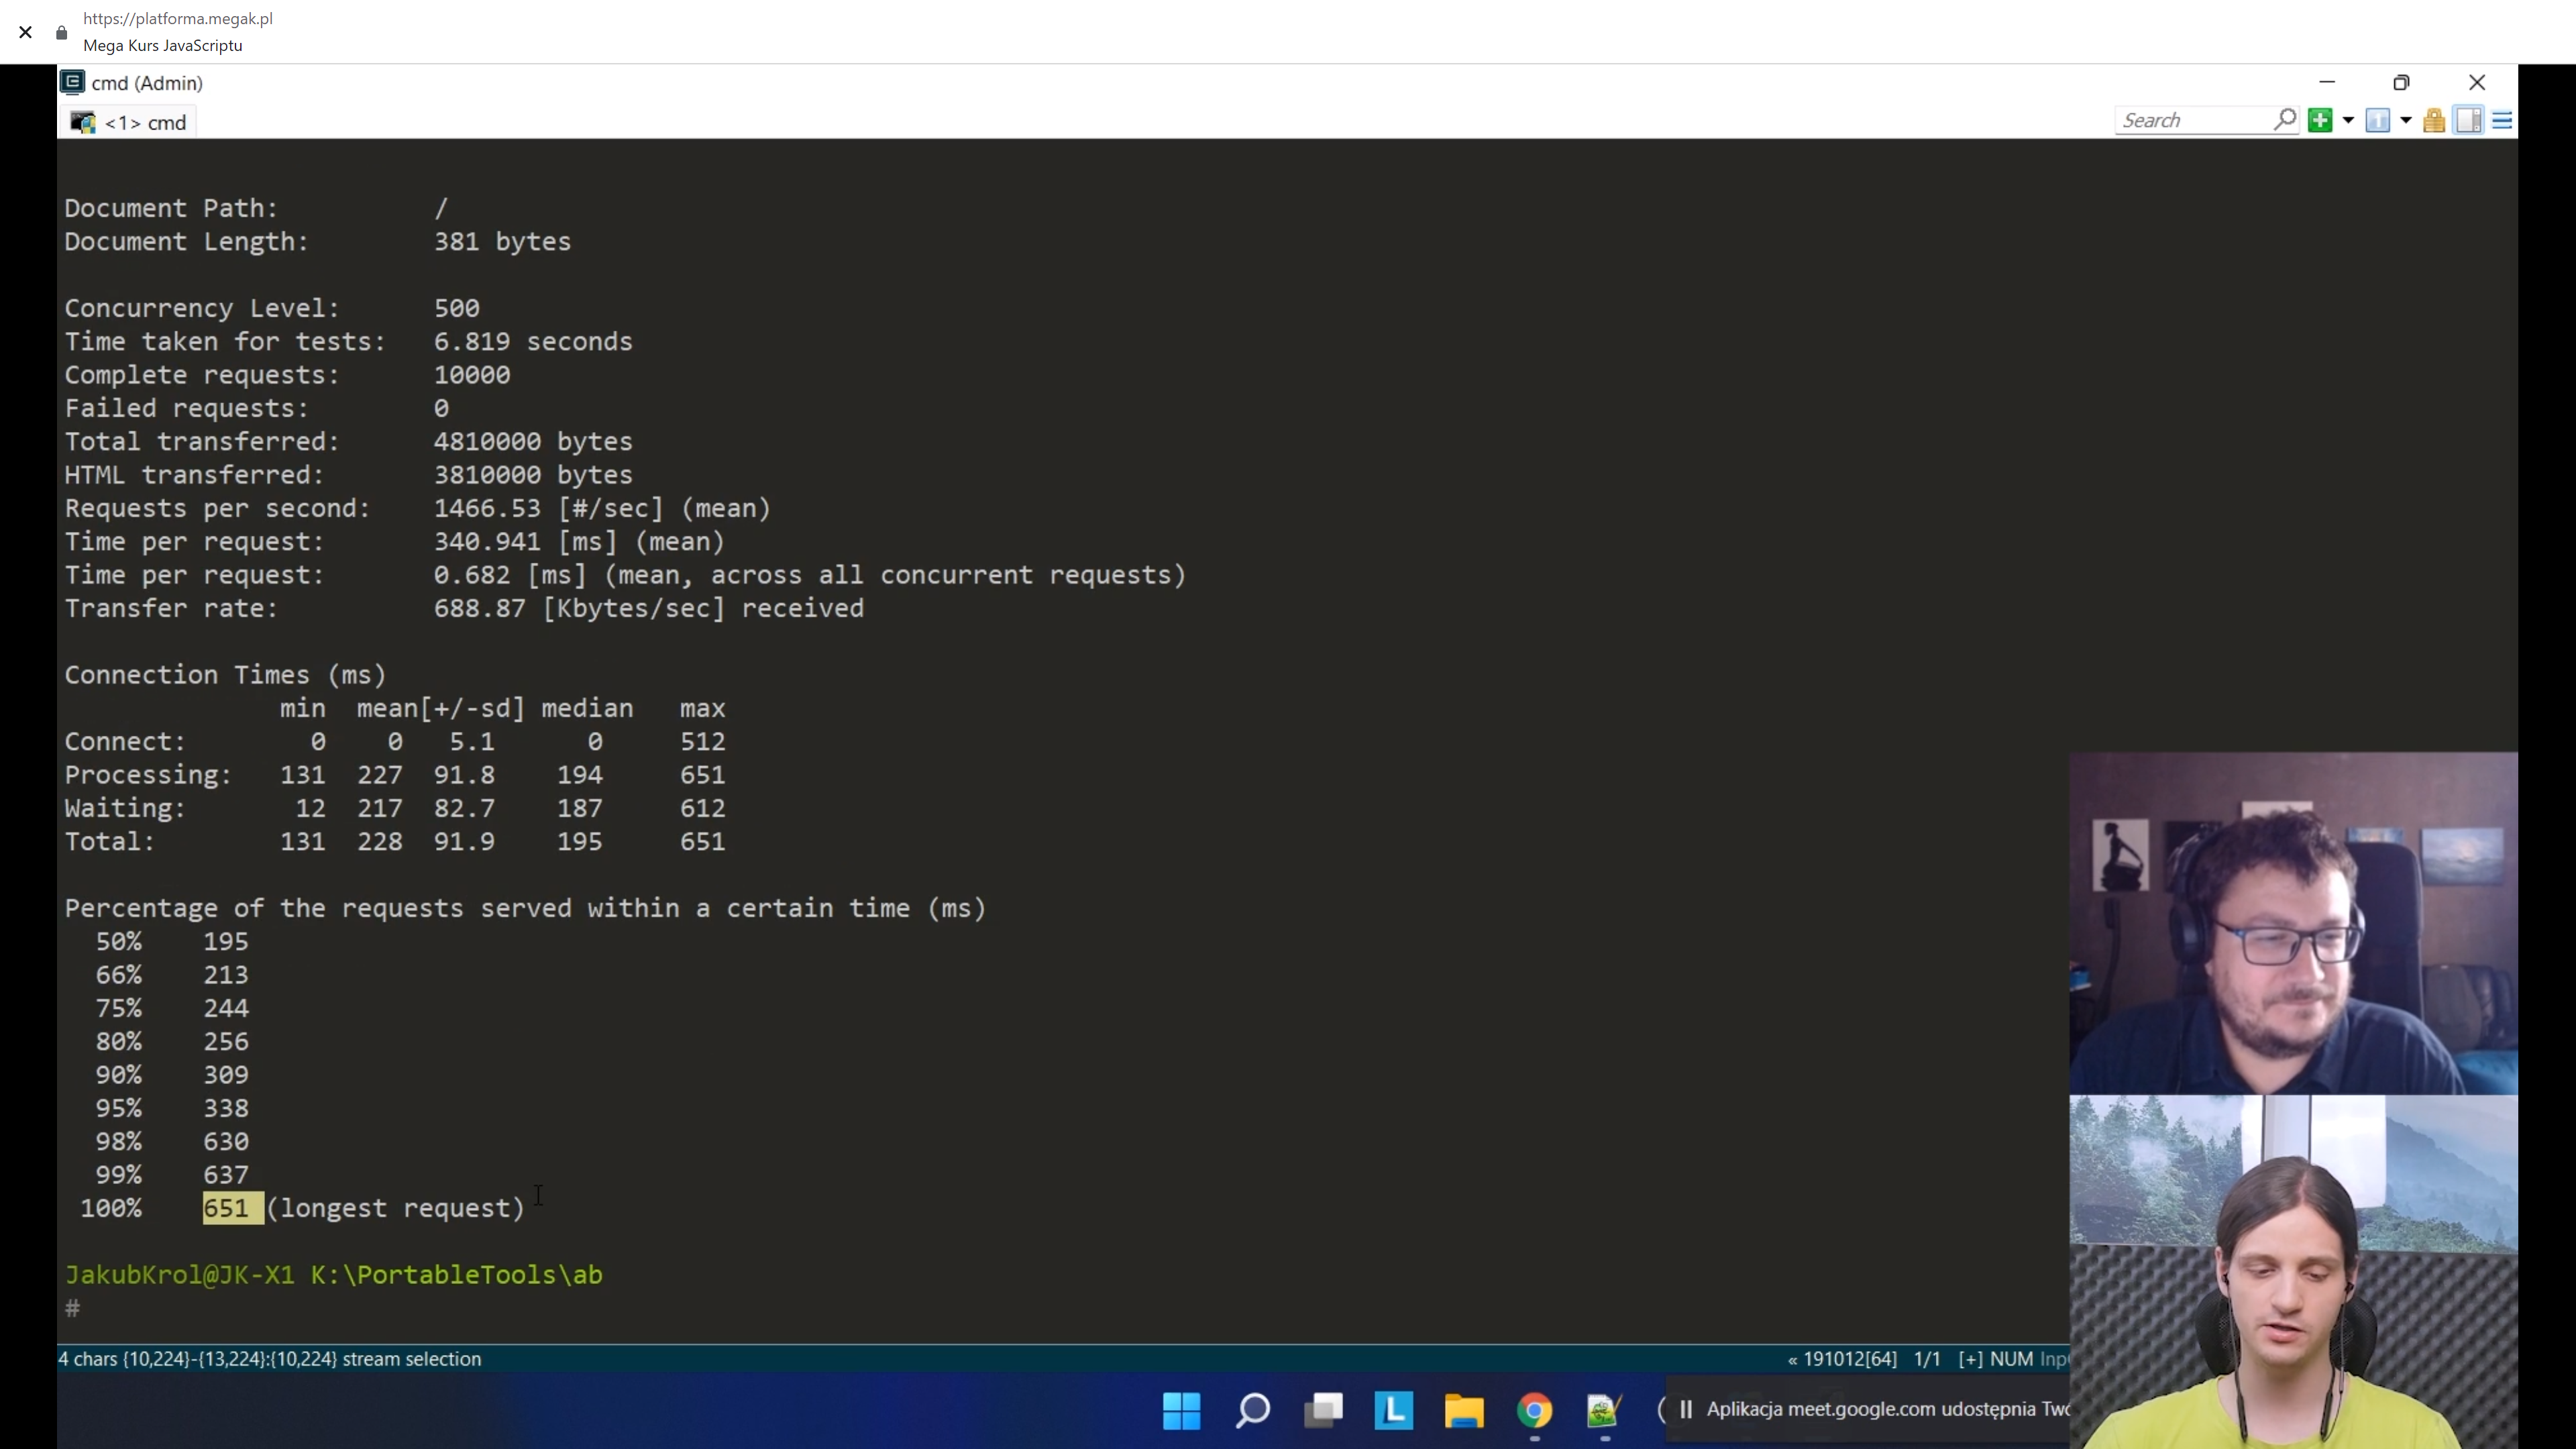 https://platforma.megak.pl
Mega Kurs JavaScriptu
cmd (Admin)
<1> cmd
Search
Document Path:          /
Document Length:        381 bytes
Concurrency Level:      500
Time taken for tests:   6.819 seconds
Complete requests:      10000
Failed requests:        0
Total transferred:      4810000 bytes
HTML transferred:       3810000 bytes
Requests per second:    1466.53 [#/sec] (mean)
Time per request:       340.941 [ms] (mean)
Time per request:       0.682 [ms] (mean, across all concurrent requests)
Transfer rate:          688.87 [Kbytes/sec] received
Connection Times (ms)
              min  mean[+/-sd] median   max
Connect:        0    0   5.1      0     512
Processing:   131  227  91.8    194     651
Waiting:       12  217  82.7    187     612
Total:        131  228  91.9    195     651
Percentage of the requests served within a certain time (ms)
  50%    195
  66%    213
  75%    244
  80%    256
  90%    309
  95%    338
  98%    630
  99%    637
 100%    651 (longest request)
JakubKrol@JK-X1 K:\PortableTools\ab
#
4 chars {10,224}-{13,224}:{10,224} stream selection
« 191012[64] 1/1 [+] NUM Inp
L
Aplikacja meet.google.com udostępnia Two